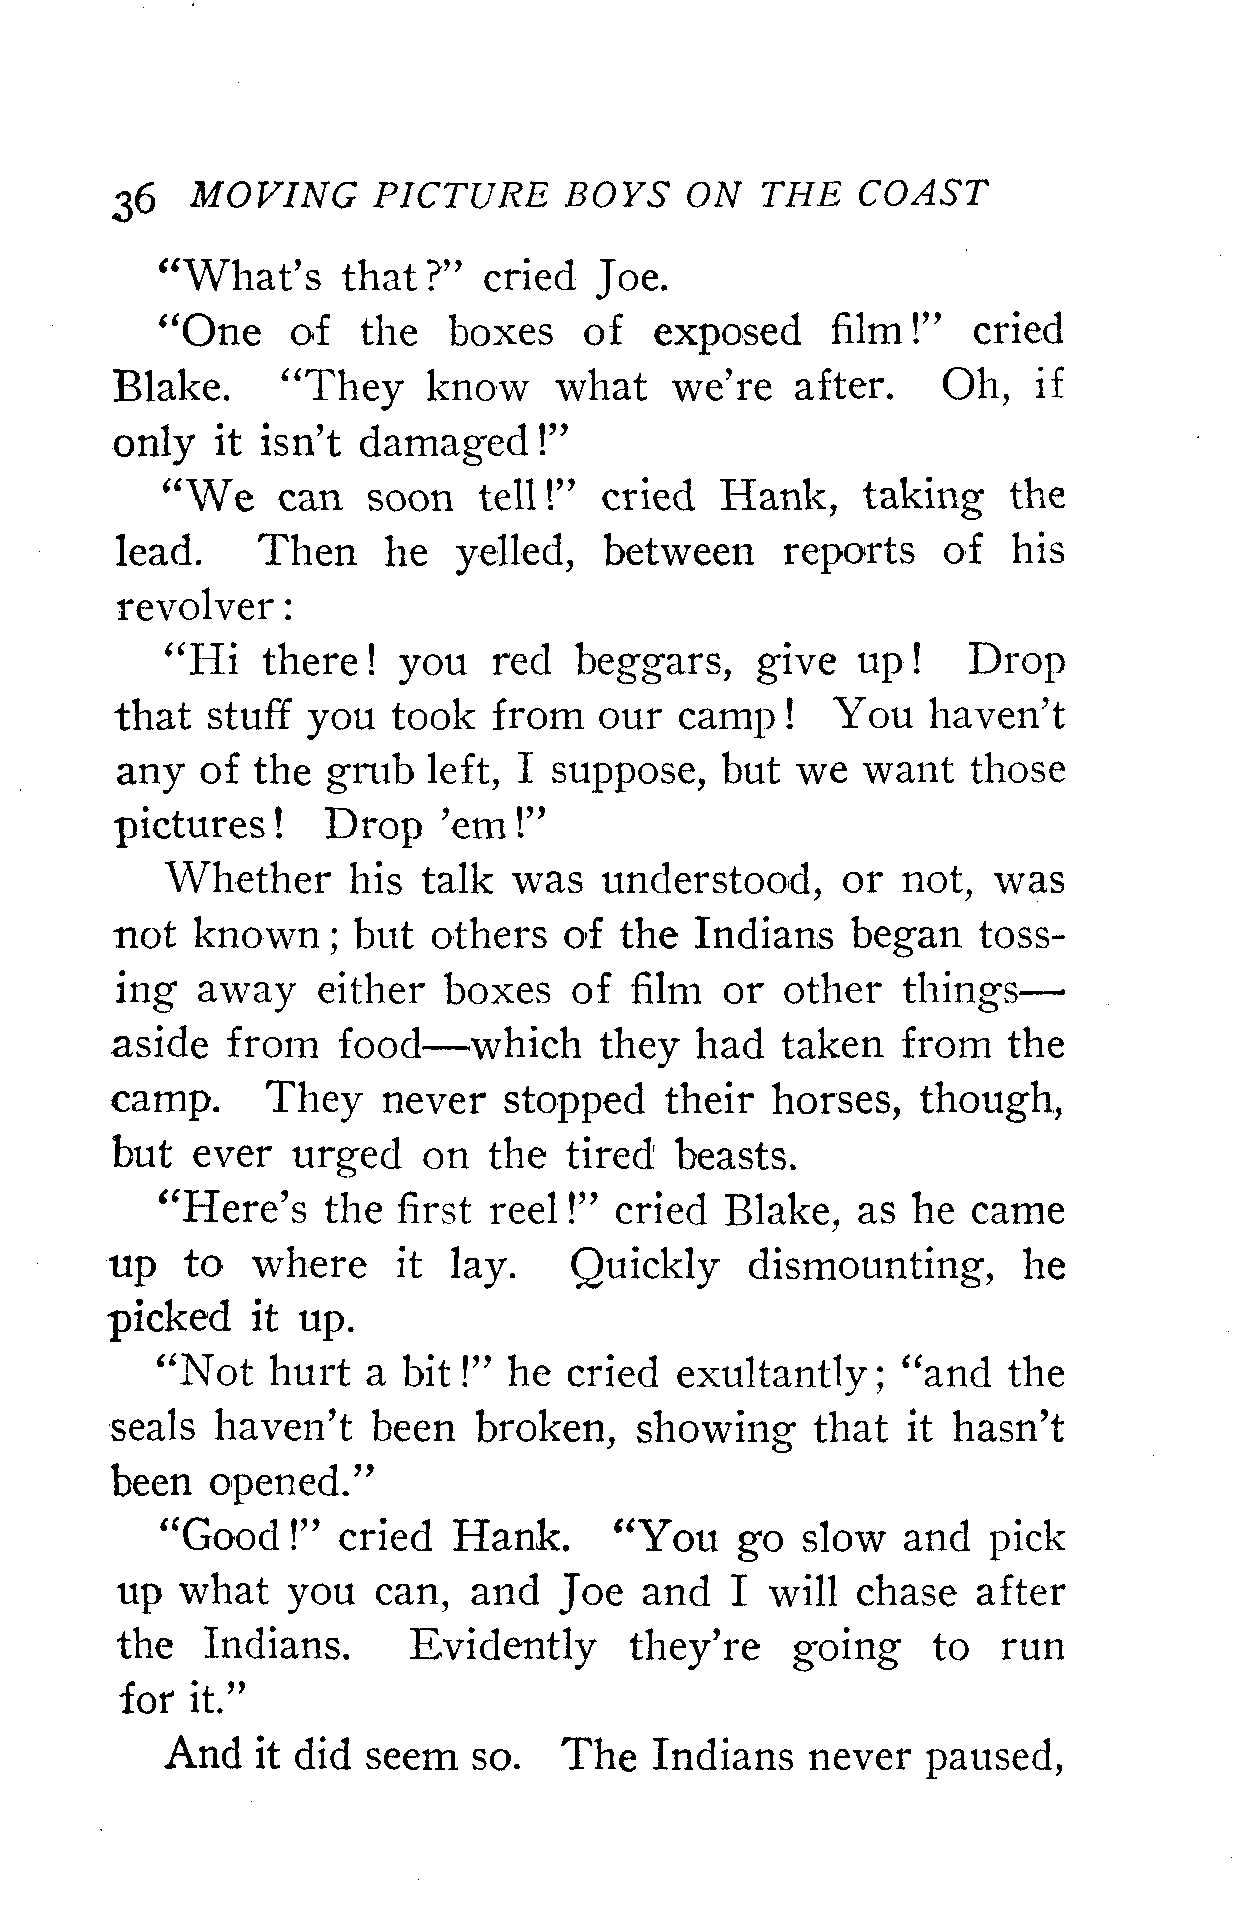 36 MOVING PICTURE BOYS ON THE COAST
“What’s that?” cried Joe.
“One of the boxes of exposed film!” cried
Blake. “They know what we’re after. Oh, if
only it isn’t damaged!”
“We can soon tell!” cried Hank, taking the
lead. Then he yelled, between reports of his
revolver:
“Hi there! you red beggars, give up! Drop
that stuff you took from our camp! You haven’t
any of the grub left, I suppose, but we want those
pictures! Drop ’em!”
Whether his talk was understood, or not, was
not known; but others of the Indians began toss-
ing away either boxes of film or other things—
aside from food—which they had taken from the
camp. They never stopped their horses, though,
but ever urged on the tired beasts.
“Here’s the first reel!” cried Blake, as he came
up to where it lay. Quickly dismounting, he
picked it up.
“Not hurt a bit!” he cried exultantly; “and the
seals haven’t been broken, showing that it hasn’t
been opened.”
“Good!” cried Hank. “You go slow and pick
up what you can, and Joe and I will chase after
the Indians. Evidently they’re going to run
for it.”
And it did seem so. The Indians never paused,